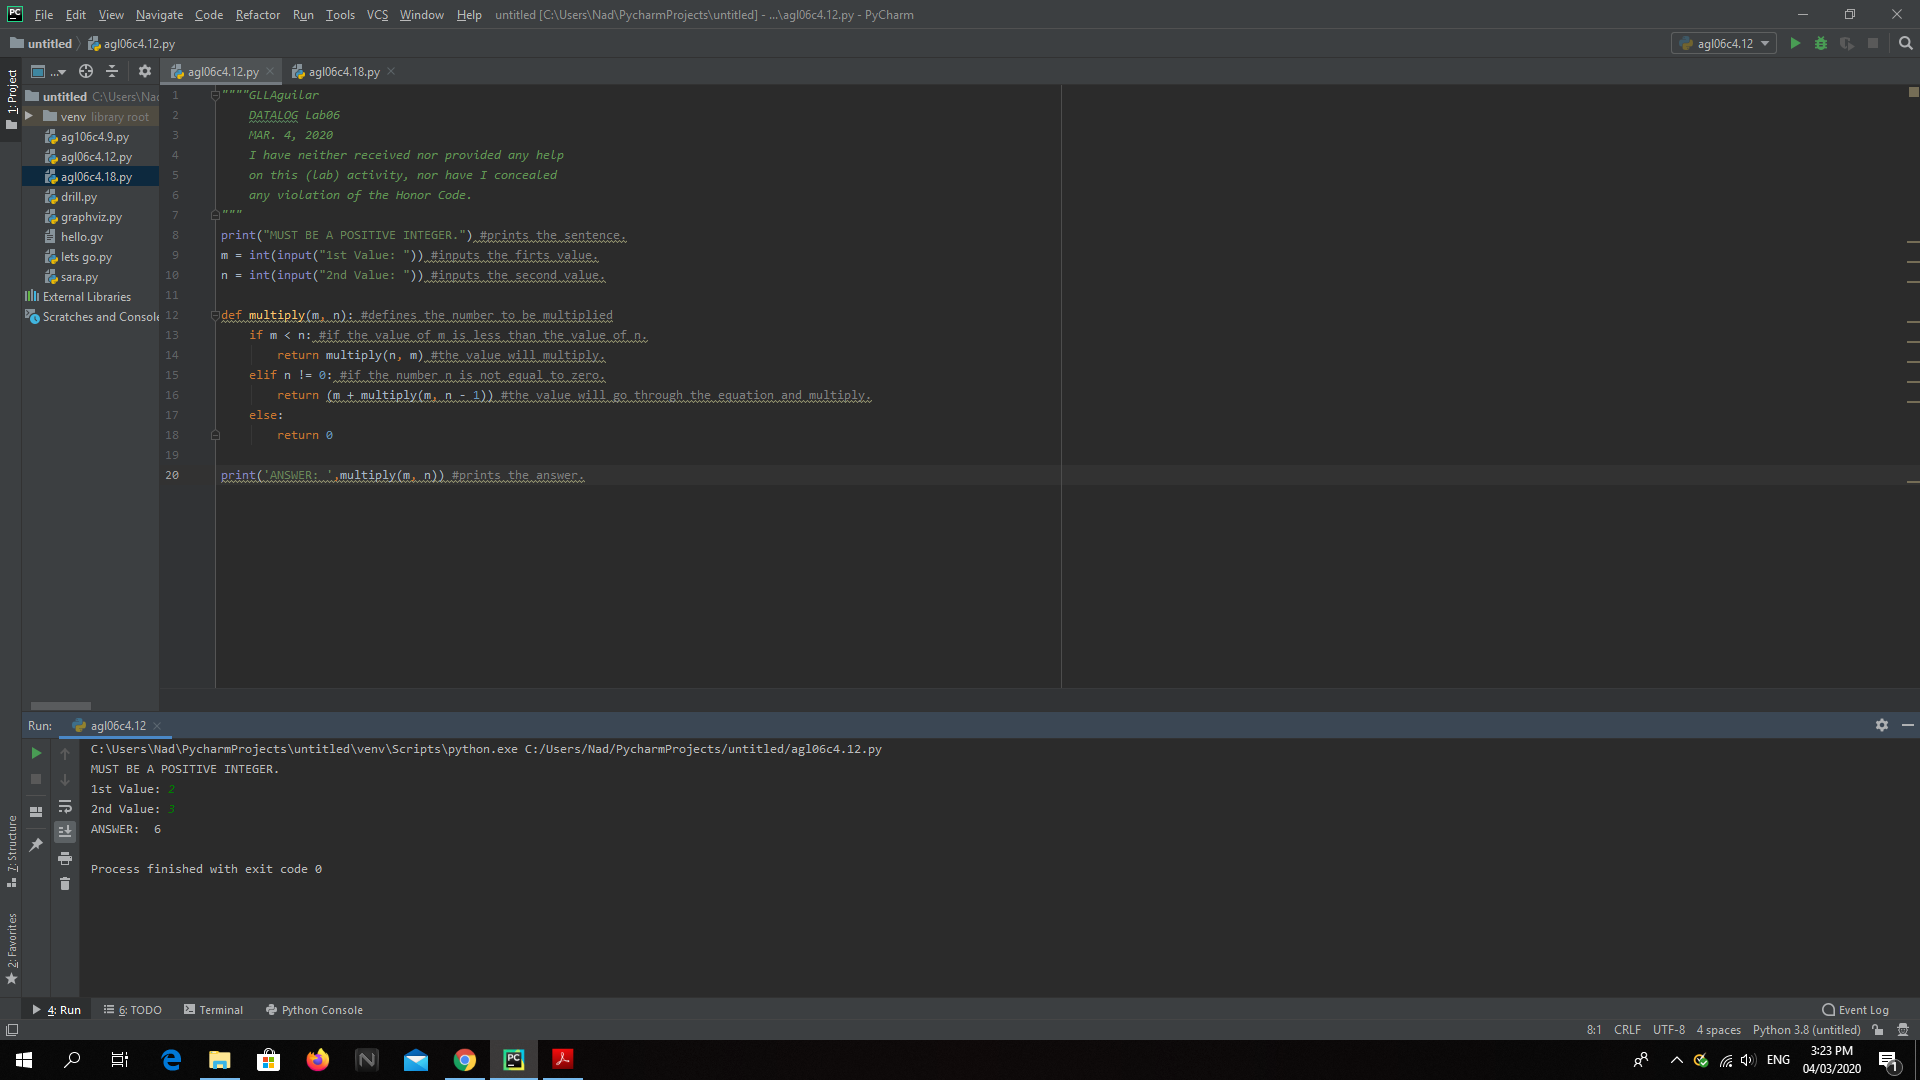 PC File Edit View Navigate Code Refactor Run Tools VCS Window Help untitled [C:\Users\Nad\PycharmProjects\untitled] - ...\agl06c4.12.py - PyCharm
untitled agl06c4.12.py agl06c4.12
1: Project
... agl06c4.12.py agl06c4.18.py
untitled C:\Users\Nad
venv library root
ag106c4.9.py
agl06c4.12.py
agl06c4.18.py
drill.py
graphviz.py
hello.gv
lets go.py
sara.py
External Libraries
Scratches and Console
1 """"GLLAguilar
2 DATALOG Lab06
3 MAR. 4, 2020
4 I have neither received nor provided any help
5 on this (lab) activity, nor have I concealed
6 any violation of the Honor Code.
7 """
8 print("MUST BE A POSITIVE INTEGER.") #prints the sentence.
9 m = int(input("1st Value: ")) #inputs the firts value.
10 n = int(input("2nd Value: ")) #inputs the second value.
11
12 def multiply(m, n): #defines the number to be multiplied
13 if m < n: #if the value of m is less than the value of n.
14 return multiply(n, m) #the value will multiply.
15 elif n != 0: #if the number n is not equal to zero.
16 return (m + multiply(m, n - 1)) #the value will go through the equation and multiply.
17 else:
18 return 0
19
20 print('ANSWER: ',multiply(m, n)) #prints the answer.
Run: agl06c4.12
C:\Users\Nad\PycharmProjects\untitled\venv\Scripts\python.exe C:/Users/Nad/PycharmProjects/untitled/agl06c4.12.py
MUST BE A POSITIVE INTEGER.
1st Value: 2
2nd Value: 3
ANSWER:  6
Process finished with exit code 0
7: Structure
2: Favorites
4: Run 6: TODO Terminal Python Console Event Log
8:1 CRLF UTF-8 4 spaces Python 3.8 (untitled)
PC ENG 3:23 PM
04/03/2020 1